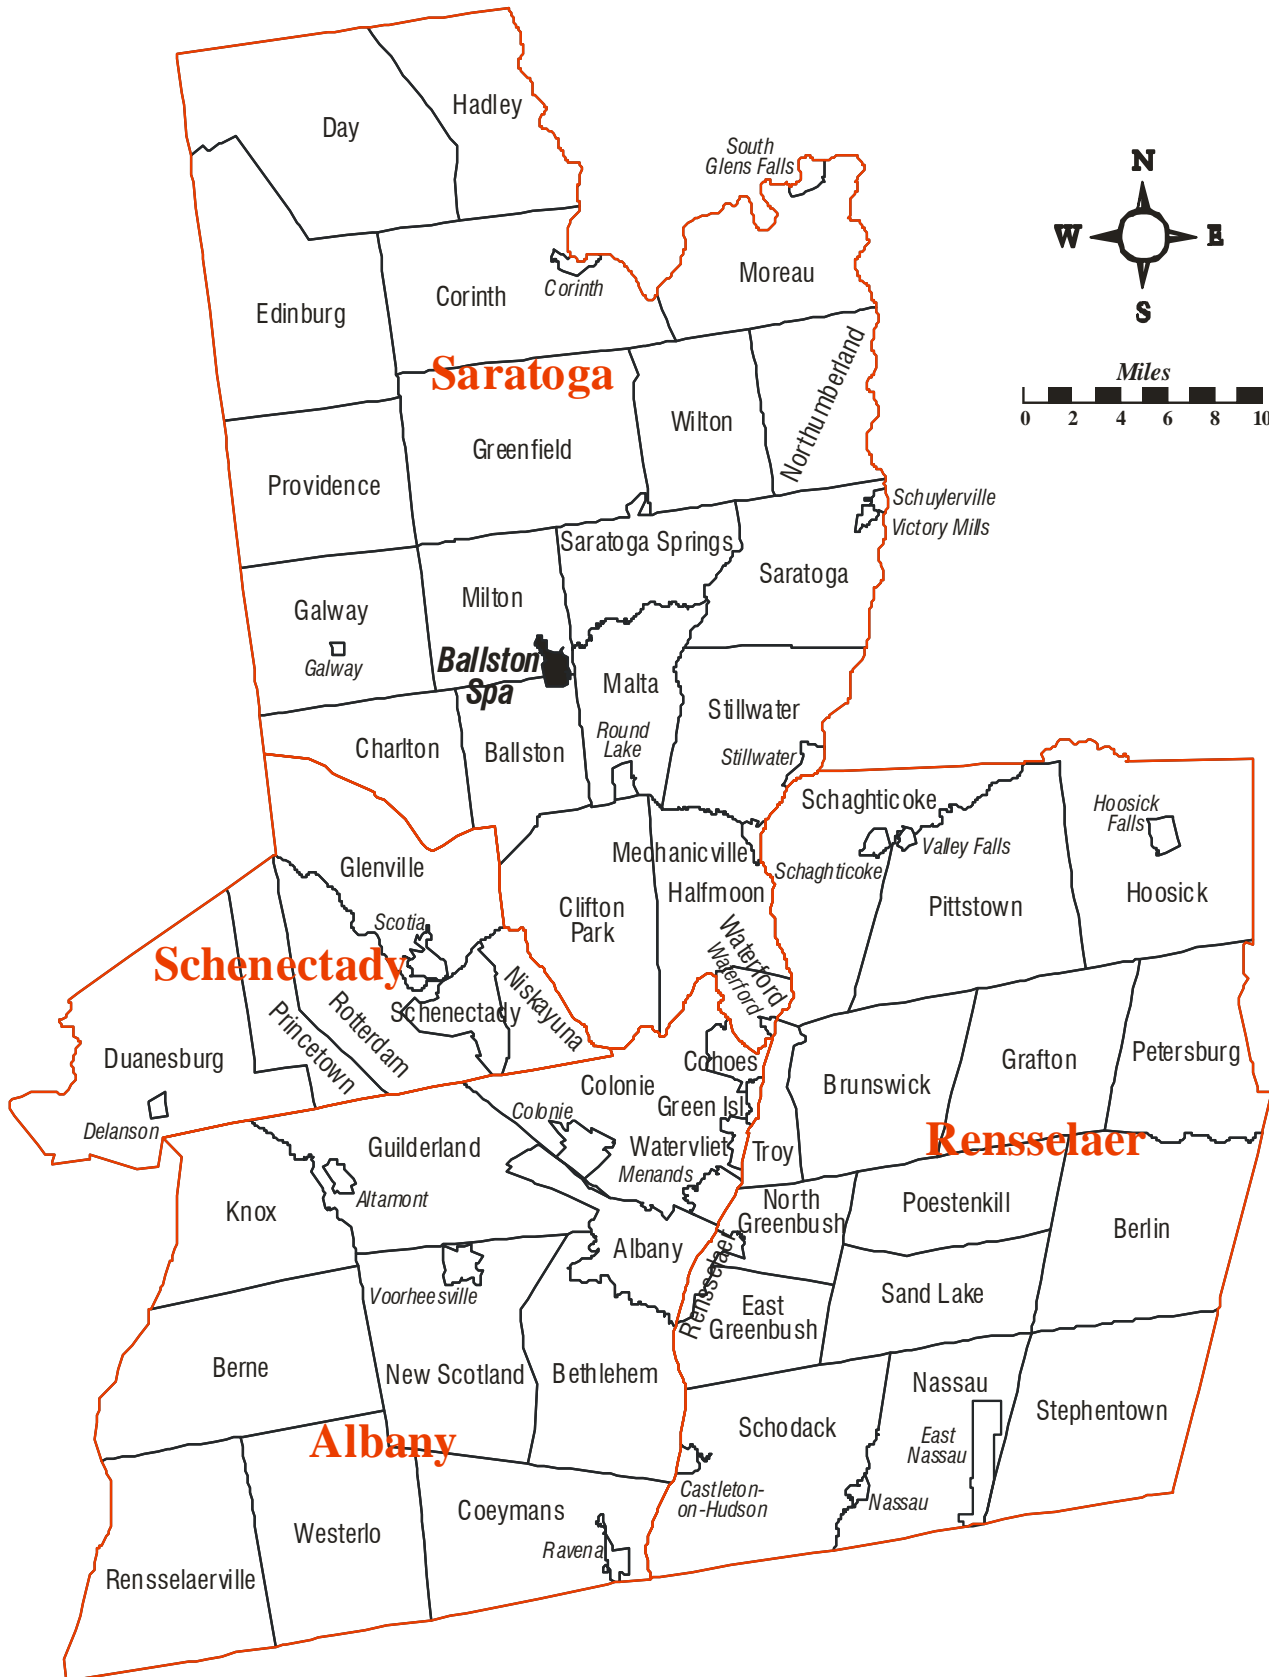 Hadley
Day
South
Glens Falls
N
W
E
S
Moreau
Corinth
Corinth
Edinburg
Northumberland
Saratoga
Miles
0 2 4 6 8 10
Wilton
Greenfield
Providence
Schuylerville
Victory Mills
Saratoga Springs
Saratoga
Milton
Galway
Galway
Ballston
Spa
Malta
Stillwater
Round
Lake
Charlton
Ballston
Stillwater
Schaghticoke
Hoosick
Falls
Valley Falls
Mechanicville
Glenville
Schaghticoke
Halfmoon
Hoosick
Pittstown
Clifton
Park
Scotia
Waterford
Waterford
Schenectady
Niskayuna
Schenectady
Rotterdam
Princetown
Duanesburg
Cohoes
Grafton
Petersburg
Brunswick
Colonie
Green Isl
Colonie
Delanson
Rensselaer
Guilderland
Watervliet
Troy
Menands
Altamont
North
Greenbush
Poestenkill
Knox
Berlin
Albany
Rensselaer
Voorheesville
Sand Lake
East
Greenbush
Berne
New Scotland
Bethlehem
Nassau
Stephentown
Schodack
East
Nassau
Albany
Castleton-
on-Hudson
Nassau
Coeymans
Westerlo
Ravena
Rensselaerville